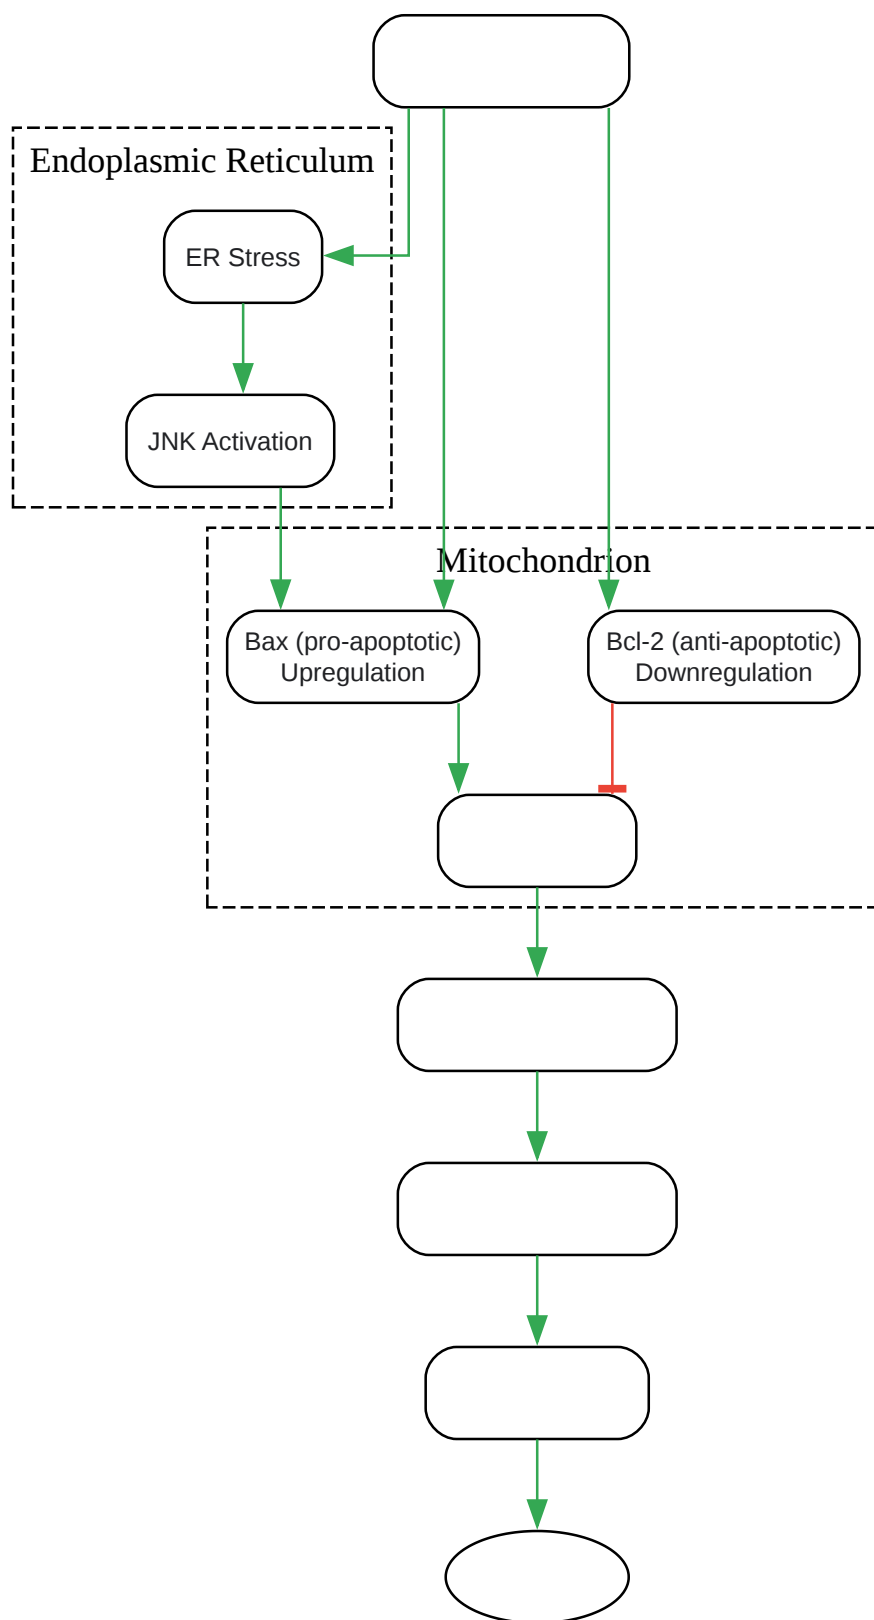 Endoplasmic Reticulum
ER Stress
JNK Activation
Mitochondrion
Bax (pro-apoptotic)
Upregulation
Bcl-2 (anti-apoptotic)
Downregulation